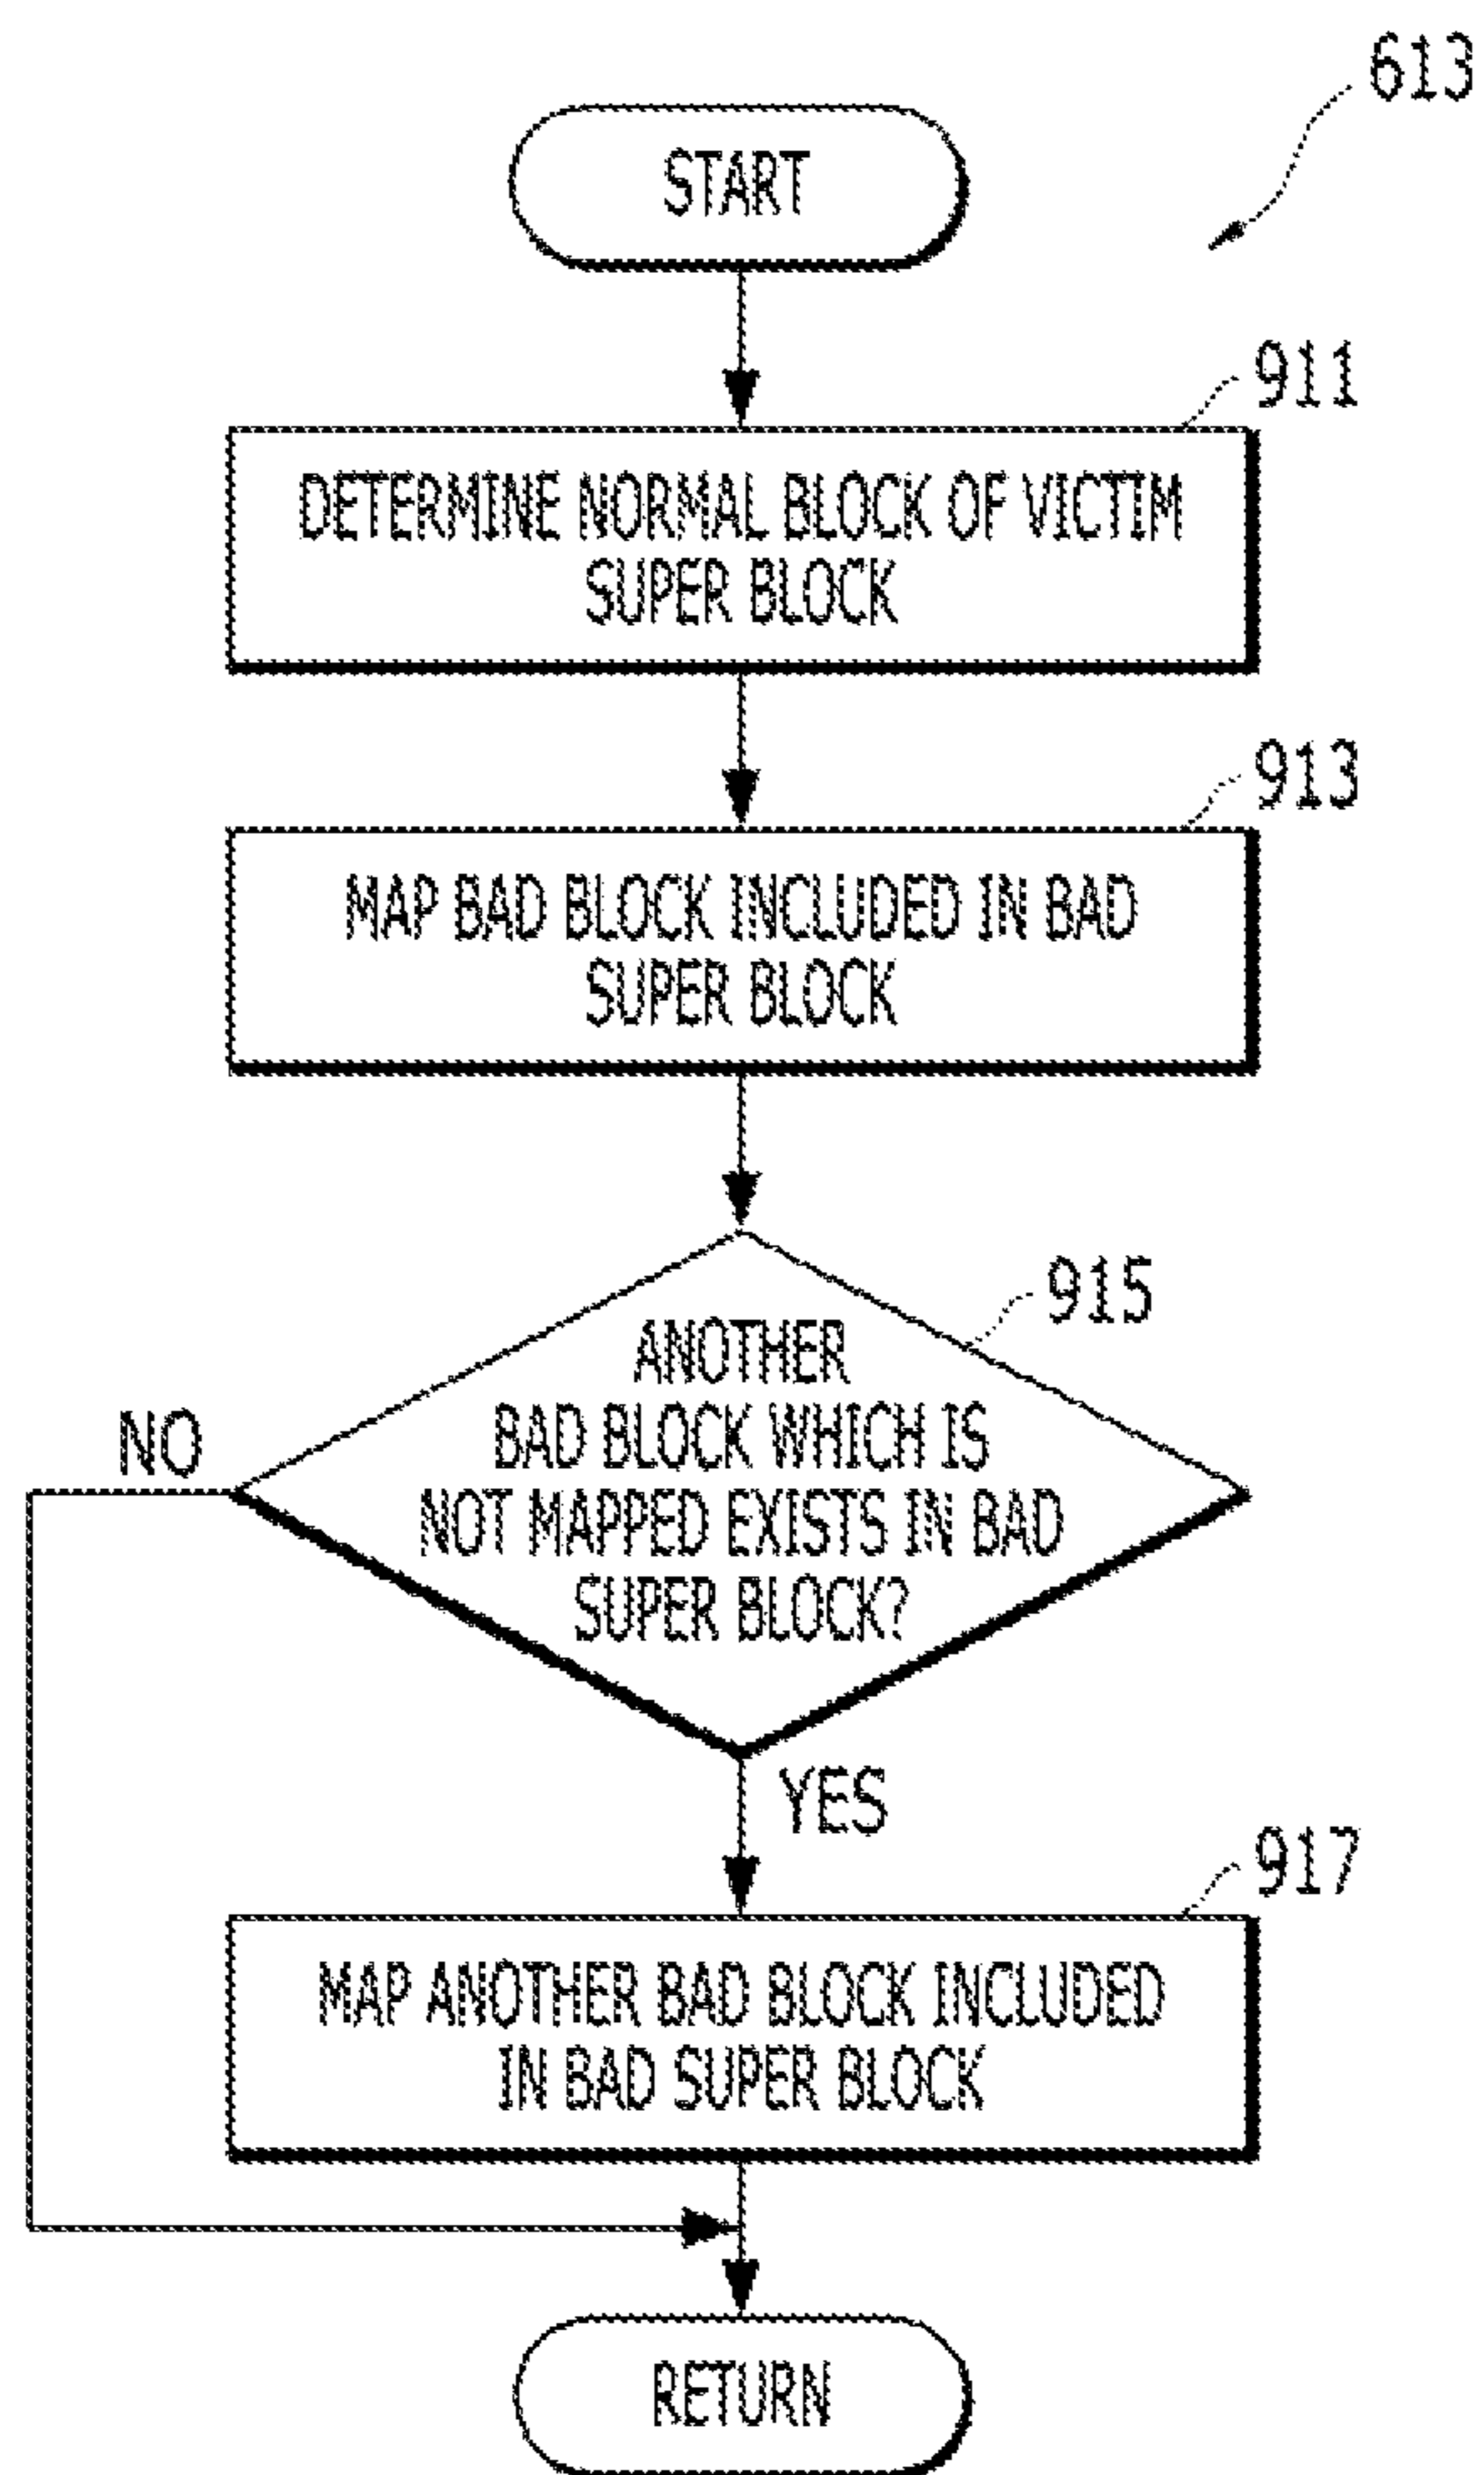 613
START
911
DETERMINE NORMAL BLOCK OF VICTIM
SUPER BLOCK
913
MAP BAD BLOCK INCLUDED IN BAD
SUPER BLOCK
915
ANOTHER
BAD BLOCK WHICH IS
NOT MAPPED EXISTS IN BAD
SUPER BLOCK?
NO
YES
917
MAP ANOTHER BAD BLOCK INCLUDED
IN BAD SUPER BLOCK
RETURN